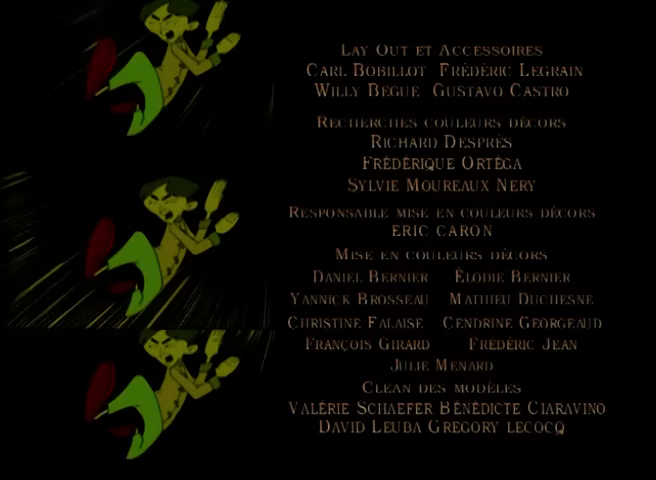 LAY OUT ET ACCESSOIRES
CARL BOBILLOT FRÉDÉRIC LEGRAIN
WILLY BEGUE GUSTAVO CASTRO
RECHERCHES COULEURS DÉCORS
RICHARD DESPRÈS
FRÉDÉRIQUE ORTÉGA
SYLVIE MOUREAUX NERY
RESPONSABLE MISE EN COULEURS DÉCORS
ERIC CARON
MISE EN COULEURS DÉCORS
DANIEL BERNIER ÉLODIE BERNIER
YANNICK BROSSEAU MATHIEU DUCHESNE
CHRISTINE FALAISE CENDRINE GEORGEAUD
FRANÇOIS GIRARD FRÉDÉRIC JEAN
JULIE MENARD
CLEAN DES MODÈLES
VALÉRIE SCHAEFER BÉNÉDICTE CIARAVINO
DAVID LEUBA GREGORY LECOCQ